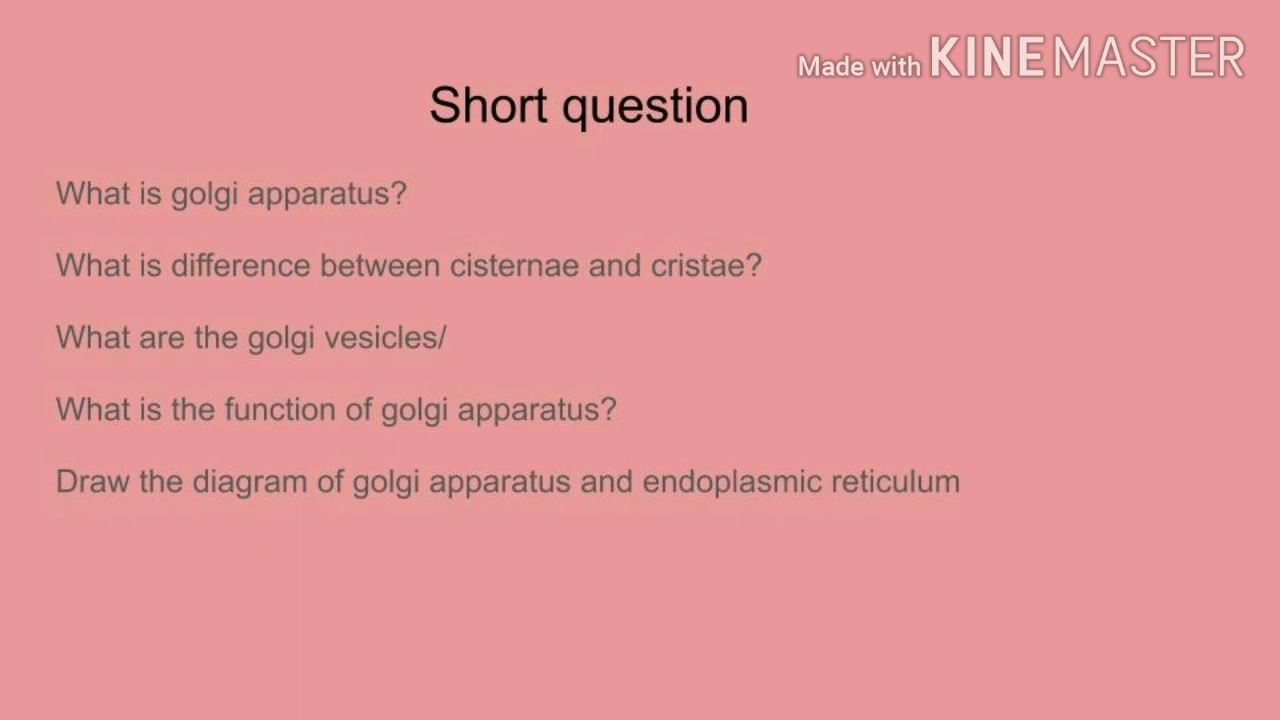 Made with KINEMASTER
Short question
What is golgi apparatus?
What is difference between cisternae and cristae?
What are the golgi vesicles/
What is the function of golgi apparatus?
Draw the diagram of golgi apparatus and endoplasmic reticulum